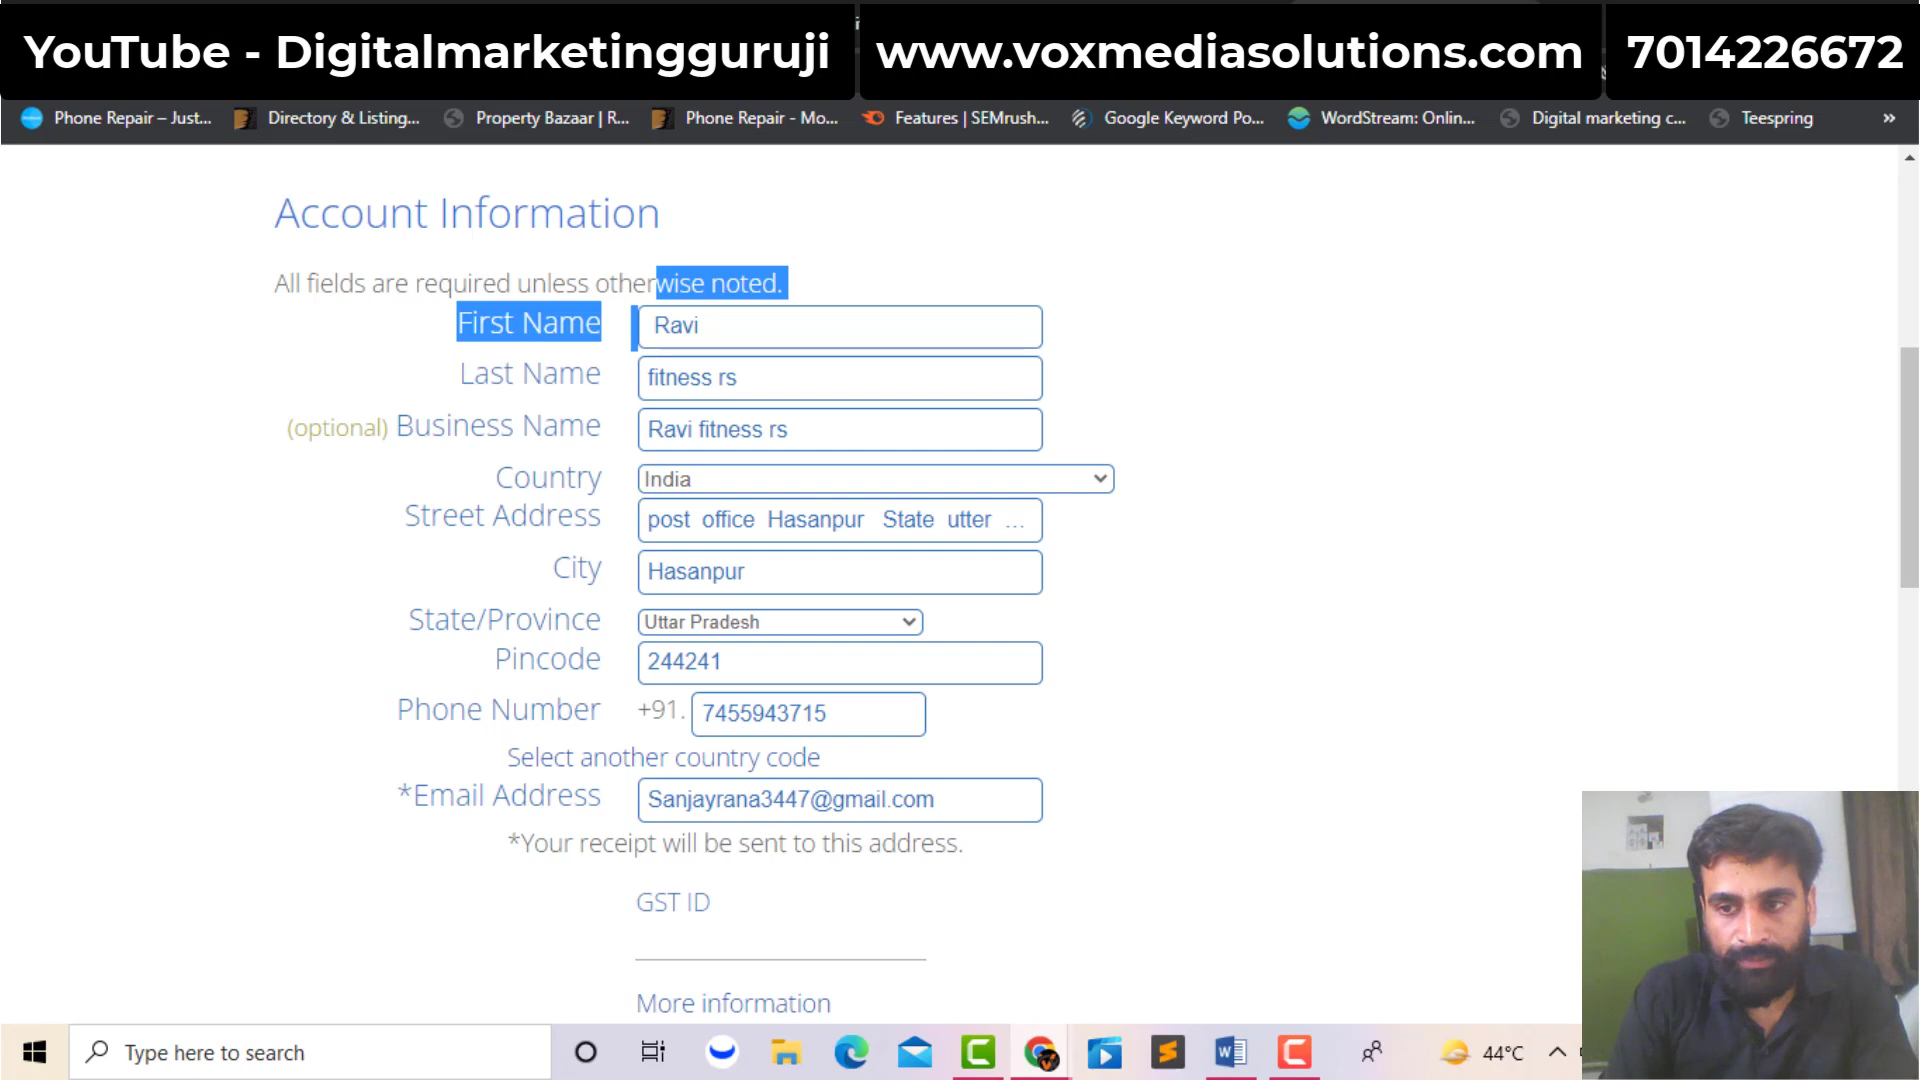 YouTube - Digitalmarketingguruji
www.voxmediasolutions.com
7014226672
Phone Repair – Just...
Directory & Listing...
Property Bazaar | R...
Phone Repair - Mo...
Features | SEMrush...
Google Keyword Po...
WordStream: Onlin...
Digital marketing c...
Teespring
»
Account Information
All fields are required unless otherwise noted.
First Name Ravi
Last Name fitness rs
(optional) Business Name Ravi fitness rs
Country India
Street Address post office Hasanpur State utter ...
City Hasanpur
State/Province Uttar Pradesh
Pincode 244241
Phone Number +91. 7455943715
Select another country code
*Email Address Sanjayrana3447@gmail.com
*Your receipt will be sent to this address.
GST ID
More information
Type here to search
44°C